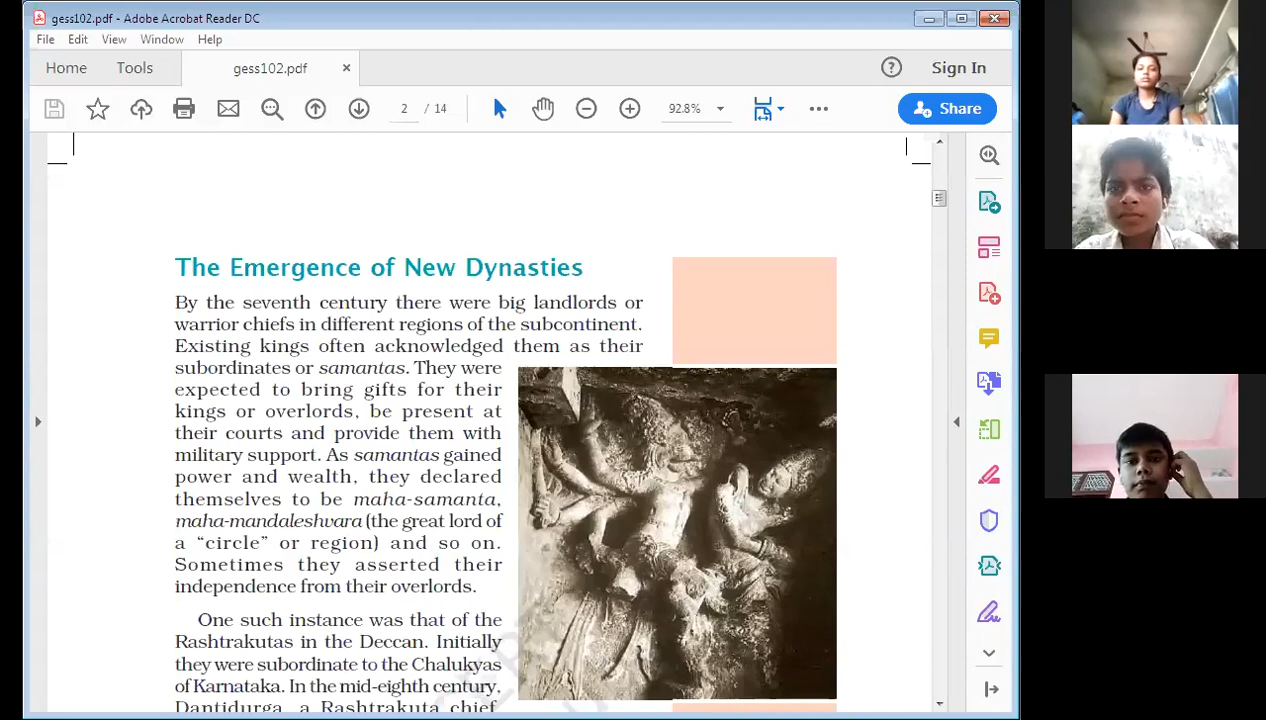 gess102.pdf - Adobe Acrobat Reader DC
File Edit View Window Help
Home Tools gess102.pdf × ? Sign In
2 / 14 92.8% Share
The Emergence of New Dynasties
By the seventh century there were big landlords or
warrior chiefs in different regions of the subcontinent.
Existing kings often acknowledged them as their
subordinates or samantas. They were
expected to bring gifts for their
kings or overlords, be present at
their courts and provide them with
military support. As samantas gained
power and wealth, they declared
themselves to be maha-samanta,
maha-mandaleshvara (the great lord of
a “circle” or region) and so on.
Sometimes they asserted their
independence from their overlords.
One such instance was that of the
Rashtrakutas in the Deccan. Initially
they were subordinate to the Chalukyas
of Karnataka. In the mid-eighth century,
Dantidurga, a Rashtrakuta chief,